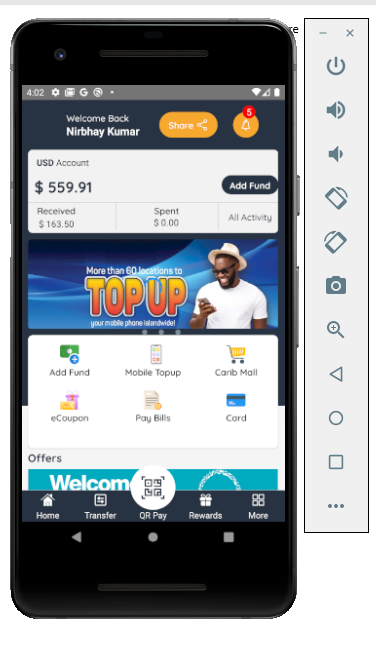 re
4:02
Welcome Back
Nirbhay Kumar
Share
5
USD Account
$ 559.91
Add Fund
Received
$ 163.50
Spent
$ 0.00
All Activity
More than 60 locations to
TOP UP
your mobile phone islandwide!
Add Fund
Mobile Topup
Carib Mall
eCoupon
Pay Bills
Card
Offers
Welcom
Home
Transfer
QR Pay
Rewards
More